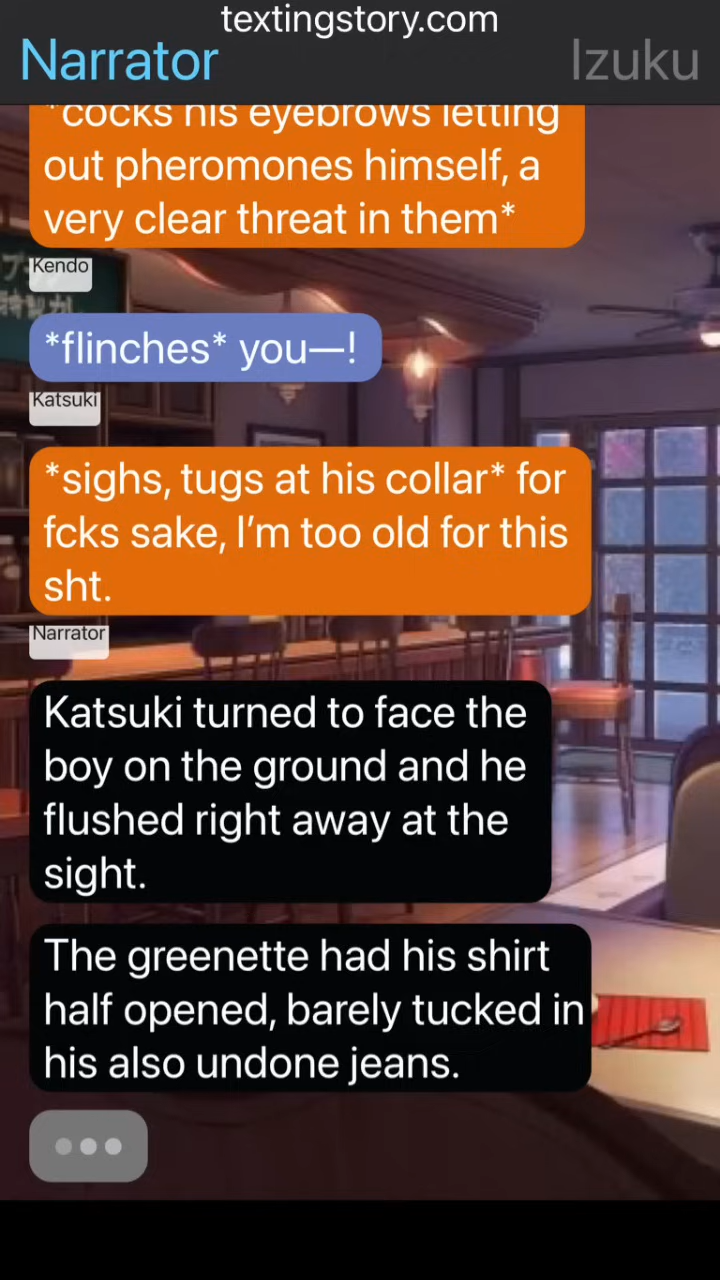 textingstory.com
Narrator
Izuku
*cocks his eyebrows letting
out pheromones himself, a
very clear threat in them*
Kendo
*flinches* you—!
Katsuki
*sighs, tugs at his collar* for
fcks sake, I'm too old for this
sht.
Narrator
Katsuki turned to face the
boy on the ground and he
flushed right away at the
sight.
The greenette had his shirt
half opened, barely tucked in
his also undone jeans.